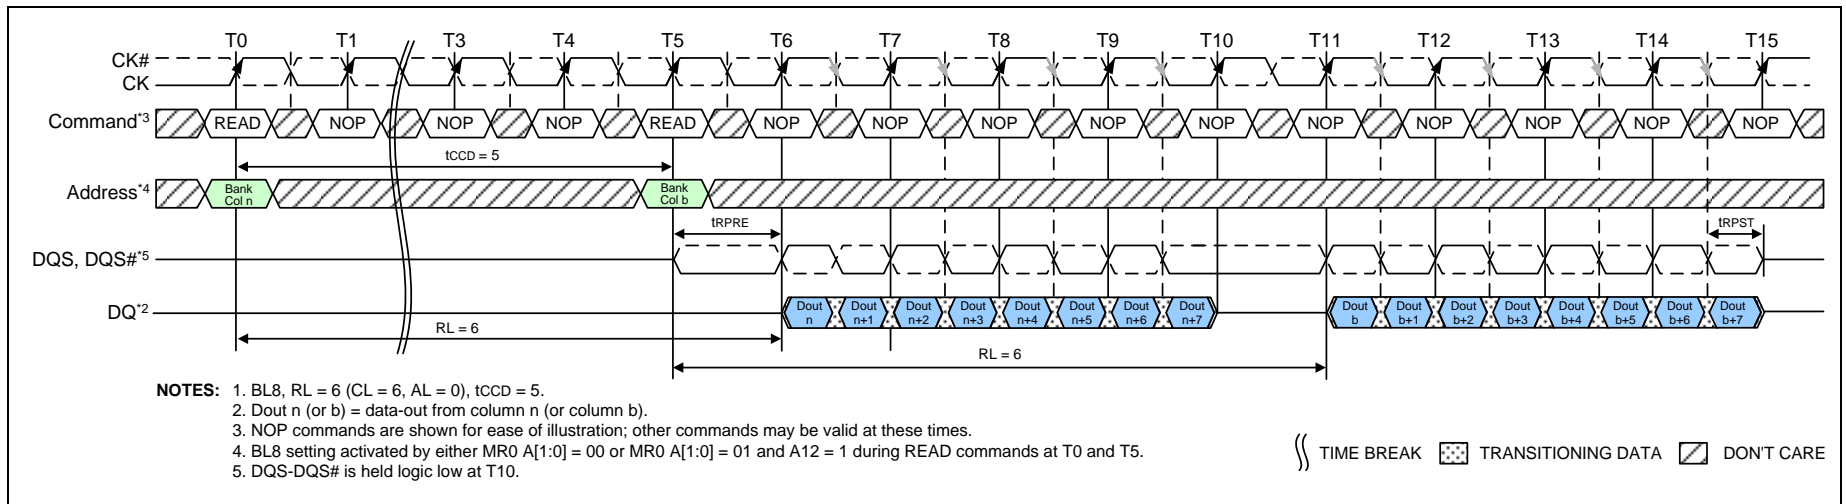 T0 T1 T3 T4 T5 T6 T7 T8 T9 T10 T11 T12 T13 T14 T15
CK#
CK
Command*3 READ NOP NOP NOP READ NOP NOP NOP NOP NOP NOP NOP NOP NOP NOP
tCCD = 5
Address*4 Bank Col n Bank Col b
tRPRE tRPST
DQS, DQS#*5
DQ*2 Dout n Dout n+1 Dout n+2 Dout n+3 Dout n+4 Dout n+5 Dout n+6 Dout n+7 Dout b Dout b+1 Dout b+2 Dout b+3 Dout b+4 Dout b+5 Dout b+6 Dout b+7
RL = 6
RL = 6
NOTES: 1. BL8, RL = 6 (CL = 6, AL = 0), tCCD = 5.
2. Dout n (or b) = data-out from column n (or column b).
3. NOP commands are shown for ease of illustration; other commands may be valid at these times.
4. BL8 setting activated by either MR0 A[1:0] = 00 or MR0 A[1:0] = 01 and A12 = 1 during READ commands at T0 and T5.
5. DQS-DQS# is held logic low at T10.
TIME BREAK TRANSITIONING DATA DON'T CARE